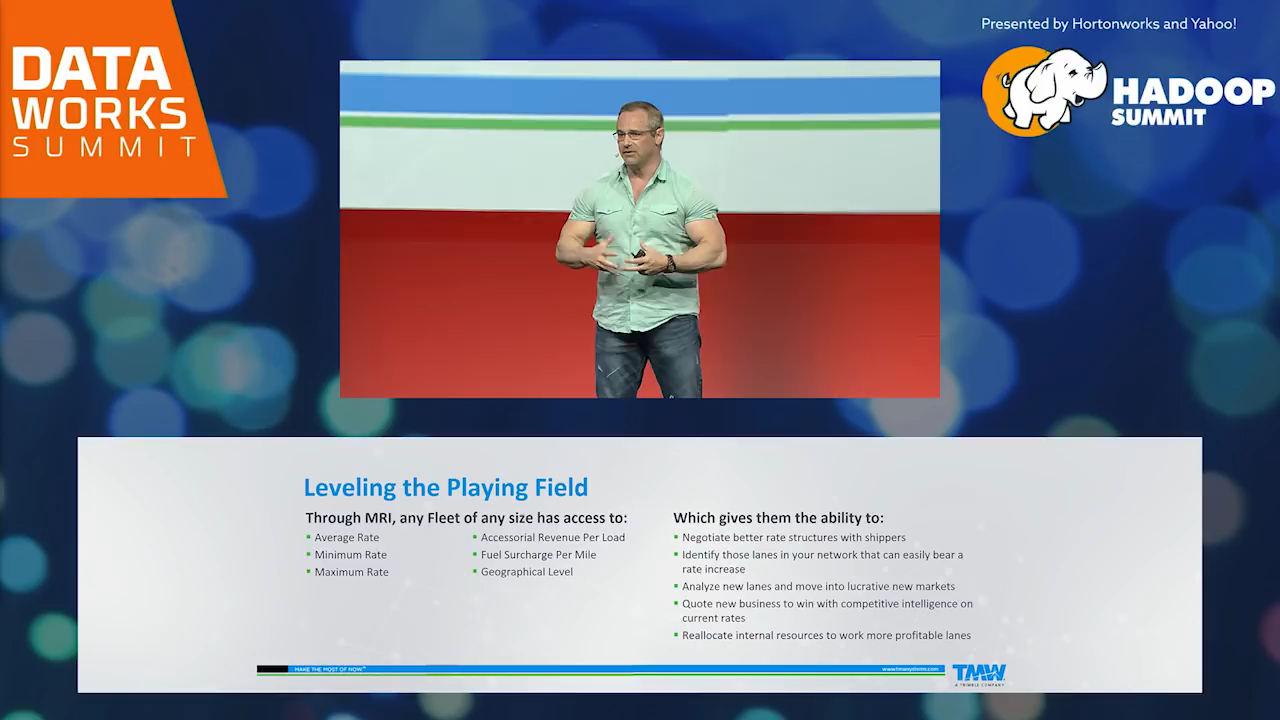 DATA
WORKS
SUMMIT
Presented by Hortonworks and Yahoo!
HADOOP
SUMMIT
Leveling the Playing Field
Through MRI, any Fleet of any size has access to:
Average Rate
Minimum Rate
Maximum Rate
Accessorial Revenue Per Load
Fuel Surcharge Per Mile
Geographical Level
Which gives them the ability to:
Negotiate better rate structures with shippers
Identify those lanes in your network that can easily bear a
rate increase
Analyze new lanes and move into lucrative new markets
Quote new business to win with competitive intelligence on
current rates
Reallocate internal resources to work more profitable lanes
MAKE THE MOST OF NOW.™
www.tmwsystems.com
TMW
A TRIMBLE COMPANY